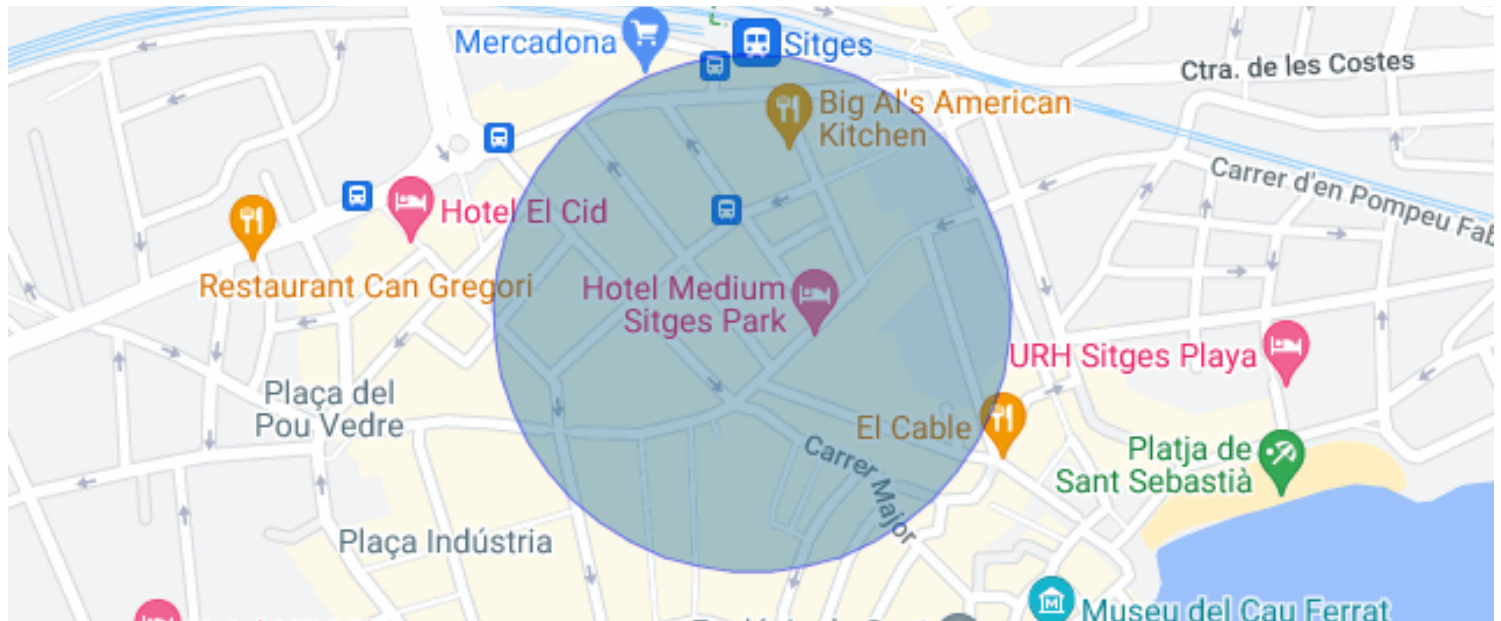 Mercadona
Sitges
Ctra. de les Costes
Big Al's American
Kitchen
Carrer d'en Pompeu Fab
Hotel El Cid
Restaurant Can Gregori
Hotel Medium
Sitges Park
URH Sitges Playa
Plaça del
Pou Vedre
El Cable
Platja de
Sant Sebastià
Carrer Major
Plaça Indústria
Museu del Cau Ferrat